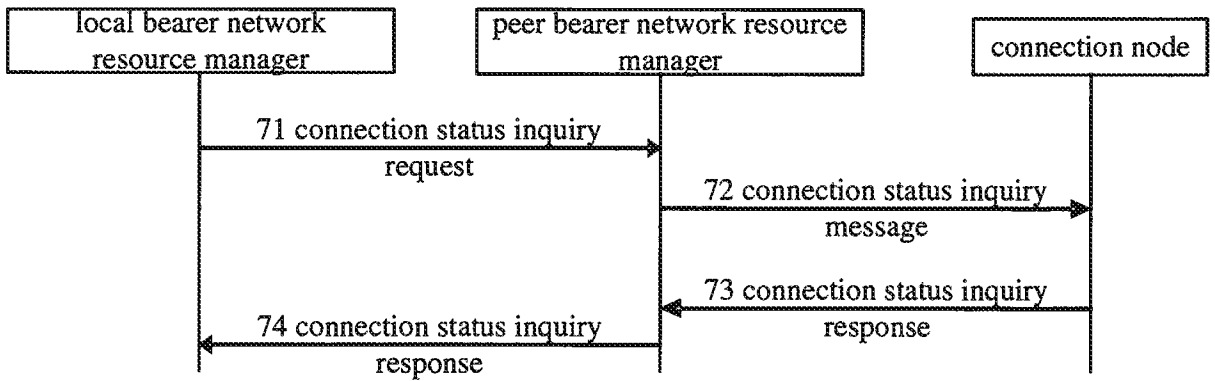 local bearer network
resource manager
peer bearer network resource
manager
connection node
71 connection status inquiry
request
72 connection status inquiry
message
73 connection status inquiry
response
74 connection status inquiry
response